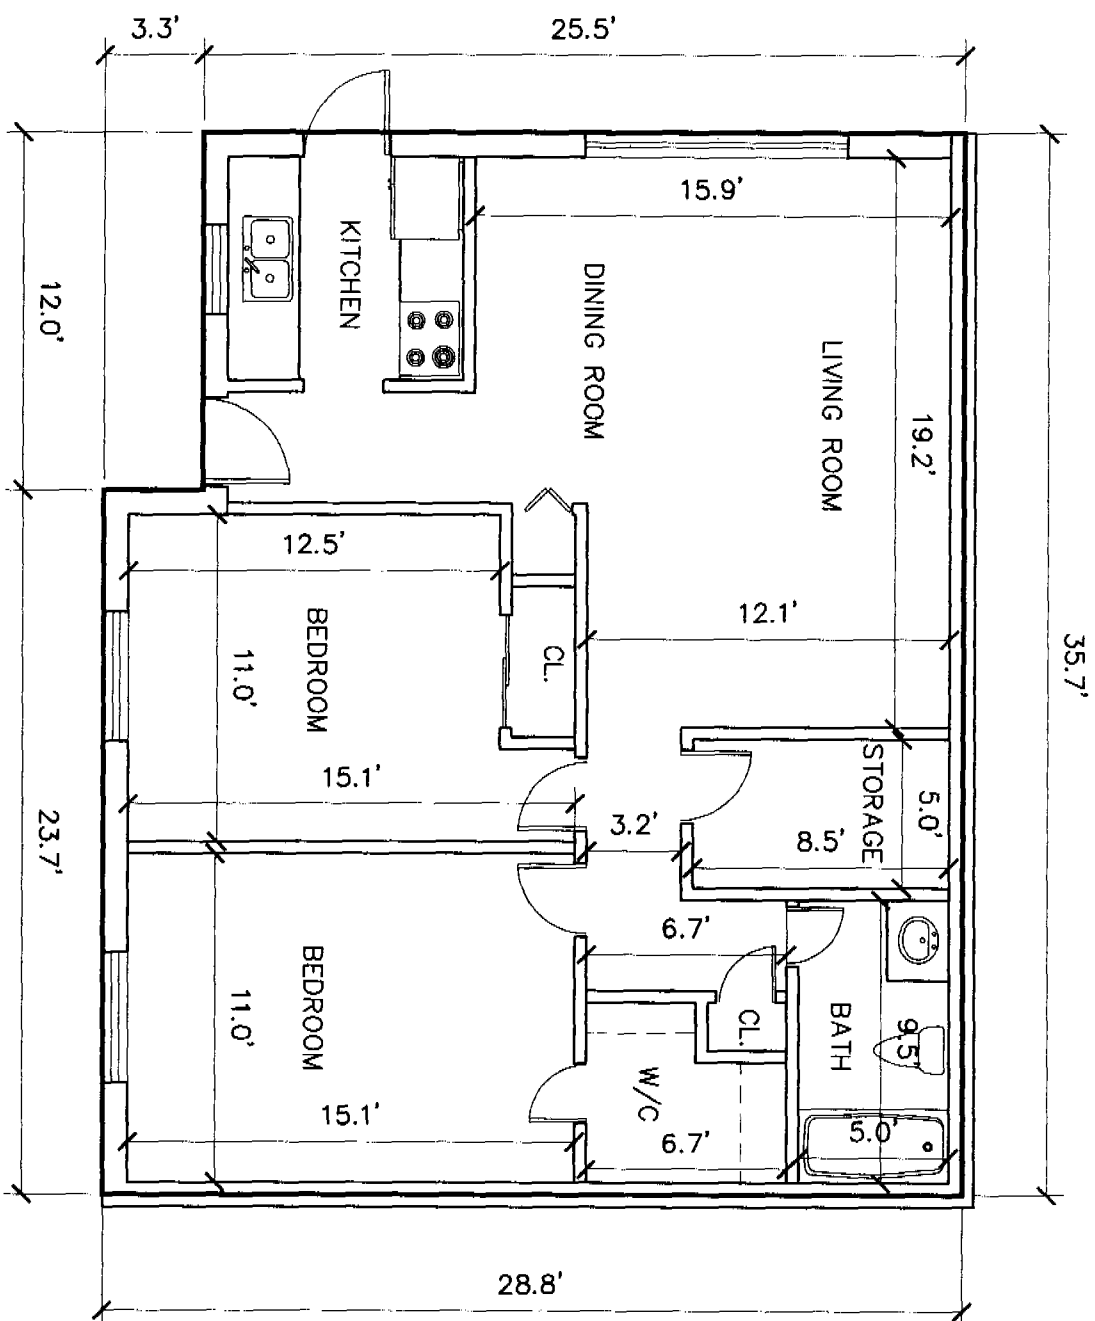 3.3'
25.5'
15.9'
KITCHEN
12.0'
DINING ROOM
LIVING ROOM
19.2'
12.5'
12.1'
BEDROOM
CL.
11.0'
35.7'
15.1'
STORAGE
5.0'
3.2'
8.5'
23.7'
6.7'
BEDROOM
11.0'
CL.
BATH
9.5'
W/C
15.1'
6.7'
5.0'
28.8'